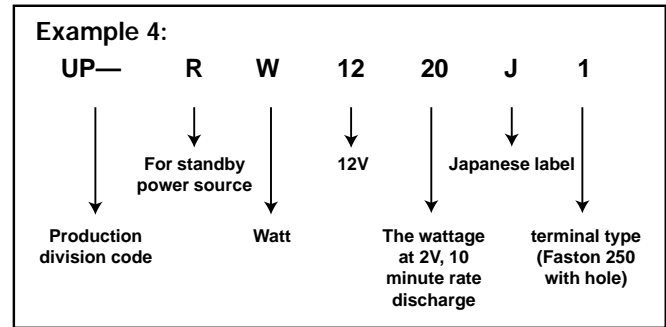 Example 4:
UP— R W 12 20 J 1
For standby
power source
12V
Japanese label
Production
division code
Watt
The wattage
at 2V, 10
minute rate
discharge
terminal type
(Faston 250
with hole)